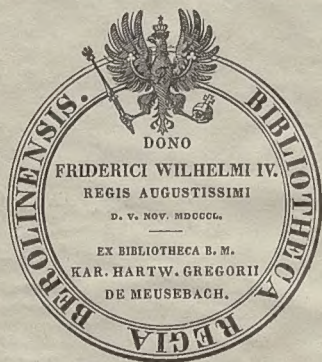 BIBLIOTHECA REGIA BEROLINENSIS.
DONO
FRIDERICI WILHELMI IV.
REGIS AUGUSTISSIMI
D. V. NOV. MDCCCL.
EX BIBLIOTHECA B. M.
KAR. HARTW. GREGORII
DE MEUSEBACH.